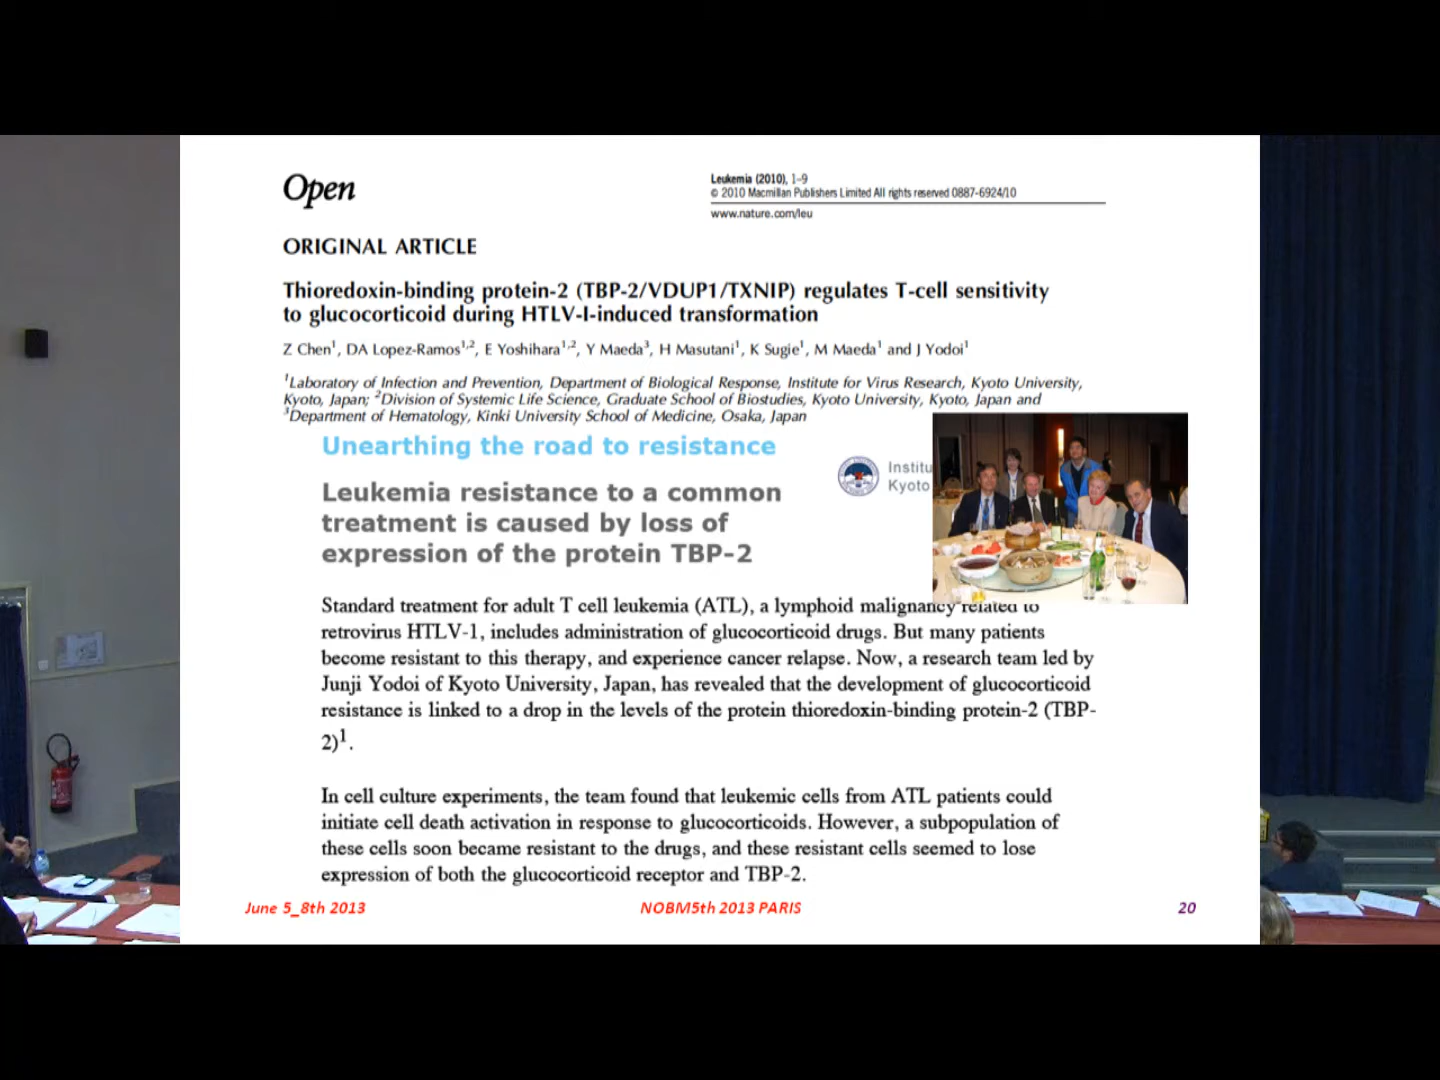 Open
Leukemia (2010), 1–9
© 2010 Macmillan Publishers Limited All rights reserved 0887-6924/10
www.nature.com/leu
ORIGINAL ARTICLE
Thioredoxin-binding protein-2 (TBP-2/VDUP1/TXNIP) regulates T-cell sensitivity
to glucocorticoid during HTLV-I-induced transformation
Z Chen¹, DA Lopez-Ramos¹,², E Yoshihara¹,², Y Maeda³, H Masutani¹, K Sugie¹, M Maeda¹ and J Yodoi¹
¹Laboratory of Infection and Prevention, Department of Biological Response, Institute for Virus Research, Kyoto University,
Kyoto, Japan; ²Division of Systemic Life Science, Graduate School of Biostudies, Kyoto University, Kyoto, Japan and
³Department of Hematology, Kinki University School of Medicine, Osaka, Japan
Unearthing the road to resistance
Institu
Kyoto
Leukemia resistance to a common
treatment is caused by loss of
expression of the protein TBP-2
Standard treatment for adult T cell leukemia (ATL), a lymphoid malignancy related to
retrovirus HTLV-1, includes administration of glucocorticoid drugs. But many patients
become resistant to this therapy, and experience cancer relapse. Now, a research team led by
Junji Yodoi of Kyoto University, Japan, has revealed that the development of glucocorticoid
resistance is linked to a drop in the levels of the protein thioredoxin-binding protein-2 (TBP-
2)¹.
In cell culture experiments, the team found that leukemic cells from ATL patients could
initiate cell death activation in response to glucocorticoids. However, a subpopulation of
these cells soon became resistant to the drugs, and these resistant cells seemed to lose
expression of both the glucocorticoid receptor and TBP-2.
June 5_8th 2013
NOBM5th 2013 PARIS
20